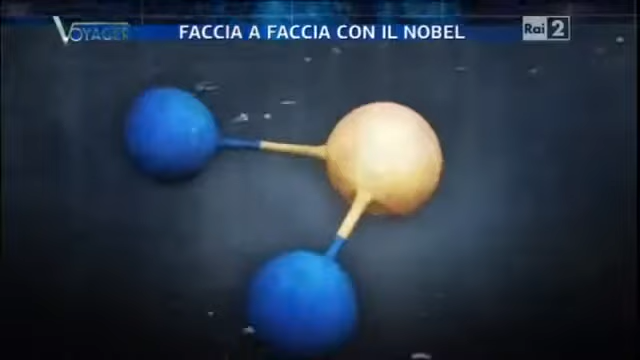 VOYAGER
FACCIA A FACCIA CON IL NOBEL
Rai 2